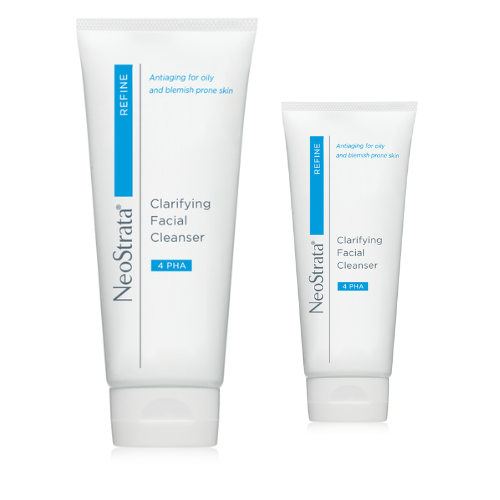 REFINE
Antiaging for oily
and blemish prone skin
NeoStrata®
Clarifying
Facial
Cleanser
4 PHA
REFINE
Antiaging for oily
and blemish prone skin
NeoStrata®
Clarifying
Facial
Cleanser
4 PHA